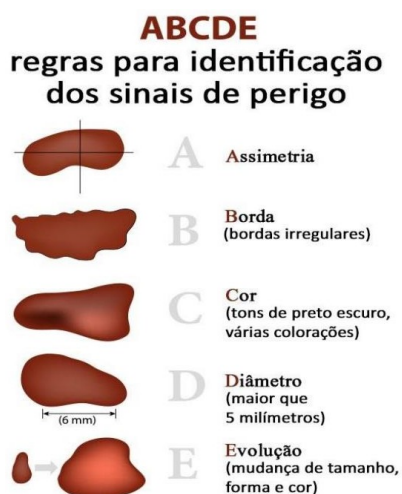 ABCDE
regras para identificação
dos sinais de perigo
A
Assimetria
B
Borda
(bordas irregulares)
C
Cor
(tons de preto escuro,
várias colorações)
D
Diâmetro
(maior que
5 milímetros)
(6 mm)
E
Evolução
(mudança de tamanho,
forma e cor)